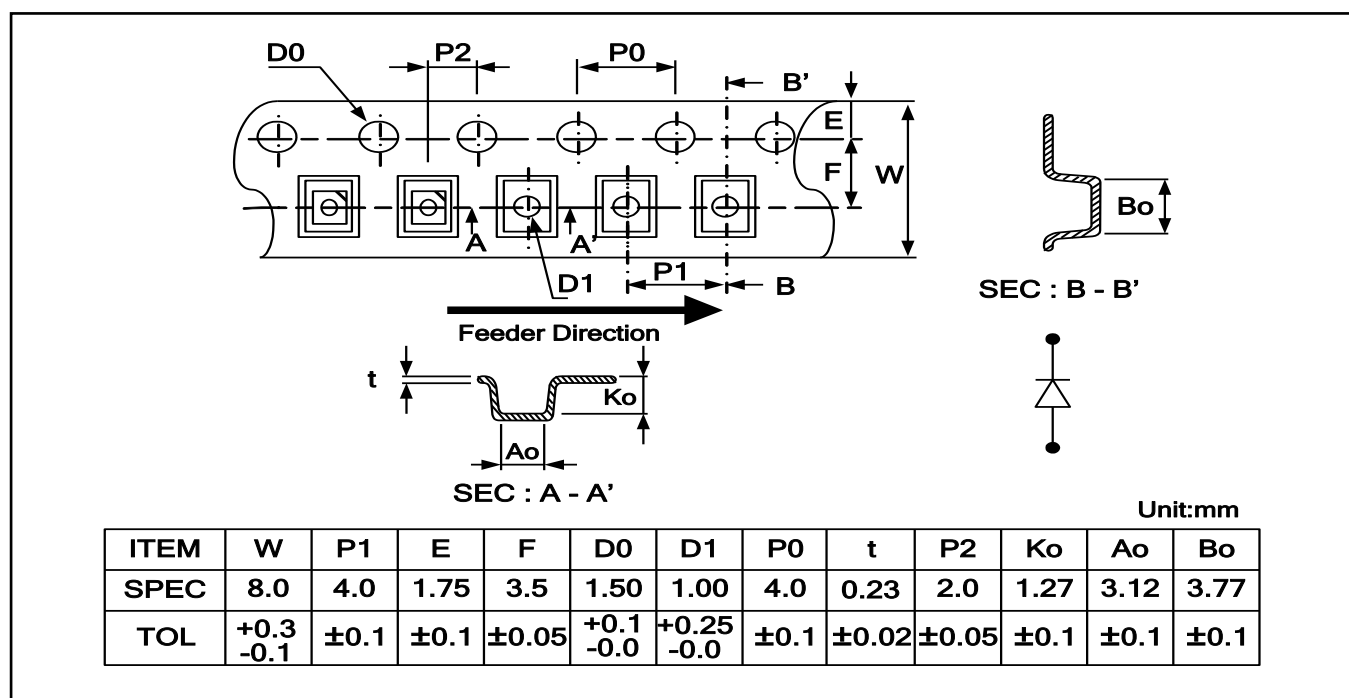 D0 P2 P0 B’
E
F W
A A’
D1 P1 B
Bo
SEC : B - B’
Feeder Direction
t
Ko
Ao
SEC : A - A’
Unit:mm
ITEM W P1 E F D0 D1 P0 t P2 Ko Ao Bo
SPEC 8.0 4.0 1.75 3.5 1.50 1.00 4.0 0.23 2.0 1.27 3.12 3.77
TOL +0.3 -0.1 ±0.1 ±0.1 ±0.05 +0.1 -0.0 +0.25 -0.0 ±0.1 ±0.02 ±0.05 ±0.1 ±0.1 ±0.1